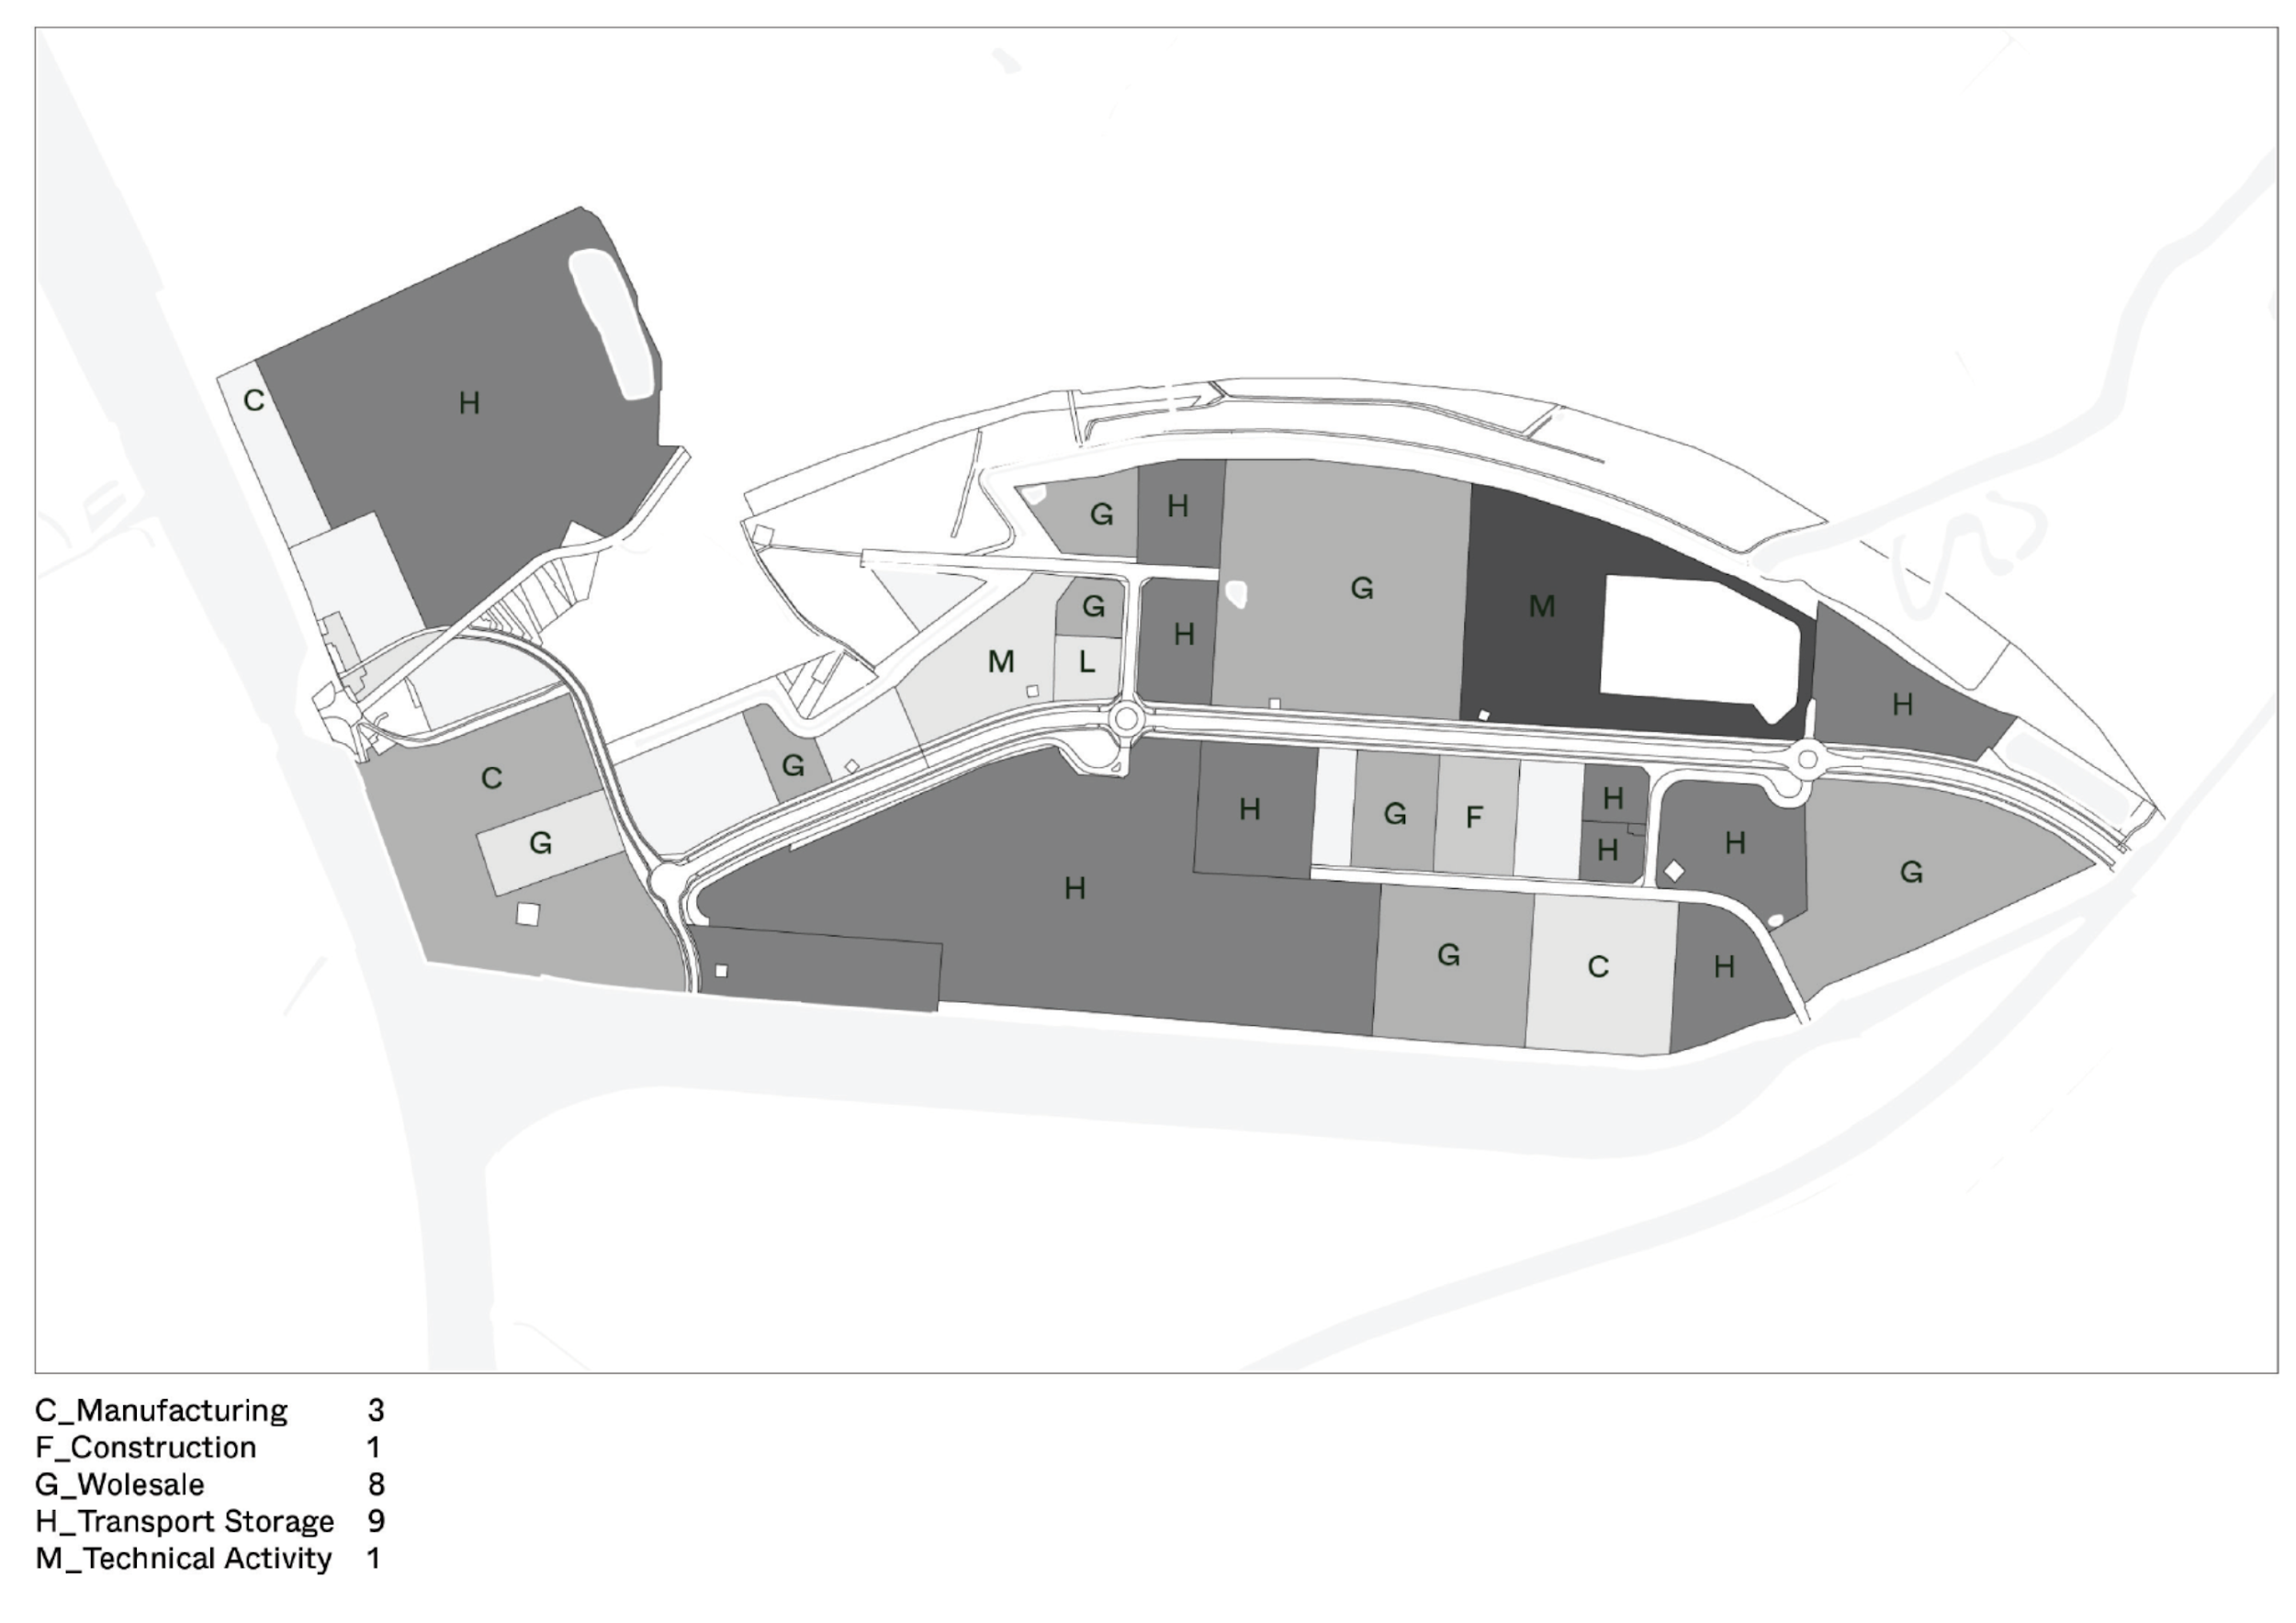 C
H
G
H
G
M
G
H
M
L
H
C
G
G
H
G
F
H
H
H
G
H
G
C
H
C_Manufacturing 3
F_Construction 1
G_Wolesale 8
H_Transport Storage 9
M_Technical Activity 1